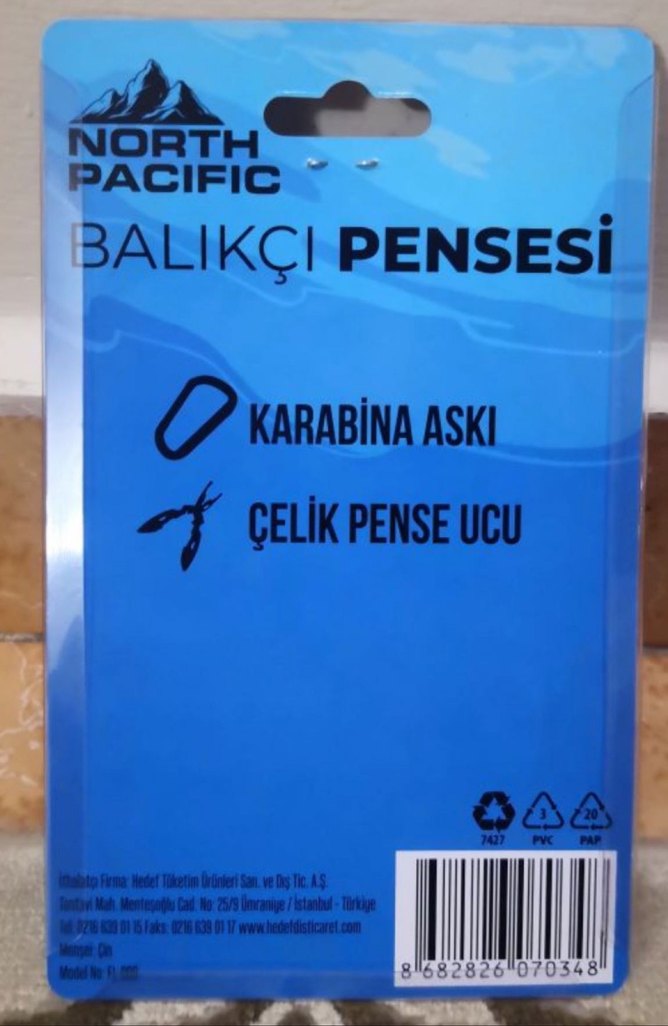 NORTH
PACIFIC
BALIKÇI PENSESİ
KARABİNA ASKI
ÇELİK PENSE UCU
7427
3
PVC
20
PAP
İthalatçı Firma: Hedef Tüketim Ürünleri San. ve Dış Tic. A.Ş.
Tantavi Mah. Menteşoğlu Cad. No: 25/9 Ümraniye / İstanbul - Türkiye
Tel: 0216 639 01 15 Faks: 0216 639 01 17 www.hedefdisticaret.com
Menşei: Çin
Model No:
8 682826 070348